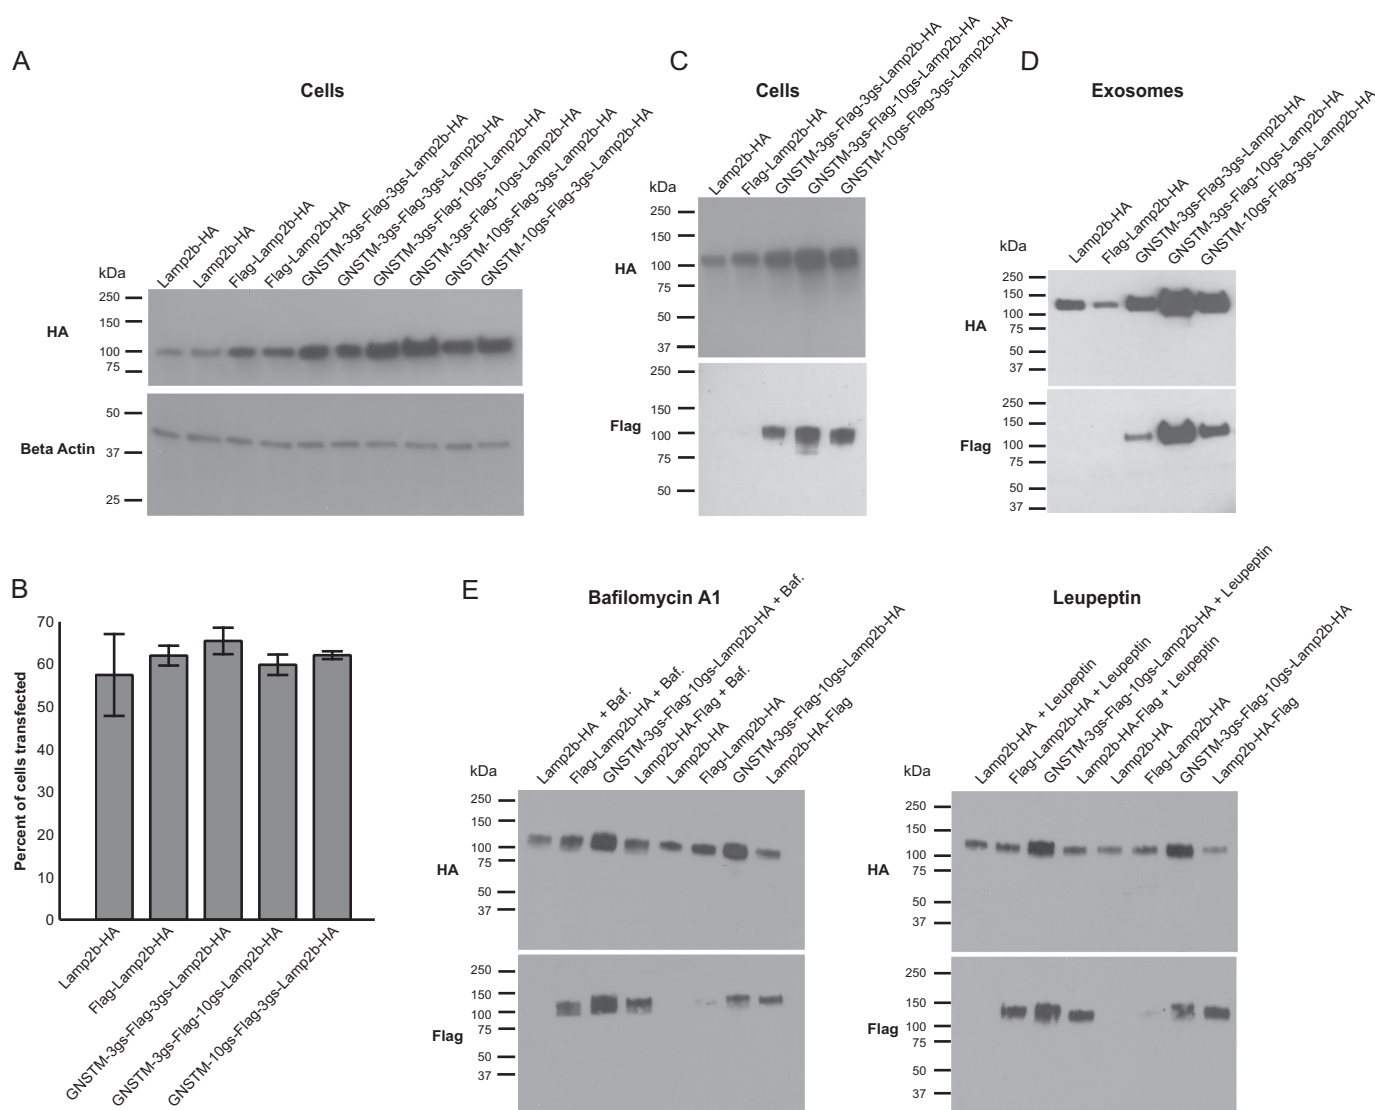 A
Cells
Lamp2b-HA
Lamp2b-HA
Flag-Lamp2b-HA
Flag-Lamp2b-HA
GNSTM-3gs-Flag-3gs-Lamp2b-HA
GNSTM-3gs-Flag-3gs-Lamp2b-HA
GNSTM-3gs-Flag-10gs-Lamp2b-HA
GNSTM-3gs-Flag-10gs-Lamp2b-HA
GNSTM-10gs-Flag-3gs-Lamp2b-HA
GNSTM-10gs-Flag-3gs-Lamp2b-HA
kDa
250
150
100
75
HA
50
37
25
Beta Actin
C
Cells
Lamp2b-HA
Flag-Lamp2b-HA
GNSTM-3gs-Flag-3gs-Lamp2b-HA
GNSTM-3gs-Flag-10gs-Lamp2b-HA
GNSTM-10gs-Flag-3gs-Lamp2b-HA
kDa
250
150
100
75
50
37
HA
250
150
100
75
50
Flag
D
Exosomes
Lamp2b-HA
Flag-Lamp2b-HA
GNSTM-3gs-Flag-3gs-Lamp2b-HA
GNSTM-3gs-Flag-10gs-Lamp2b-HA
GNSTM-10gs-Flag-3gs-Lamp2b-HA
kDa
250
150
100
75
50
37
HA
250
150
100
75
50
37
Flag
B
Percent of cells transfected
70
60
50
40
30
20
10
0
Lamp2b-HA
Flag-Lamp2b-HA
GNSTM-3gs-Flag-3gs-Lamp2b-HA
GNSTM-3gs-Flag-10gs-Lamp2b-HA
GNSTM-10gs-Flag-3gs-Lamp2b-HA
E
Bafilomycin A1
Lamp2b-HA + Baf.
Flag-Lamp2b-HA + Baf.
GNSTM-3gs-Flag-10gs-Lamp2b-HA + Baf.
Lamp2b-HA-Flag + Baf.
Lamp2b-HA
Flag-Lamp2b-HA
GNSTM-3gs-Flag-10gs-Lamp2b-HA
Lamp2b-HA-Flag
kDa
250
150
100
75
50
37
HA
250
150
100
75
50
37
Flag
Leupeptin
Lamp2b-HA + Leupeptin
Flag-Lamp2b-HA + Leupeptin
GNSTM-3gs-Flag-10gs-Lamp2b-HA + Leupeptin
Lamp2b-HA-Flag + Leupeptin
Lamp2b-HA
Flag-Lamp2b-HA
GNSTM-3gs-Flag-10gs-Lamp2b-HA
Lamp2b-HA-Flag
kDa
250
150
100
75
50
37
HA
250
150
100
75
50
37
Flag